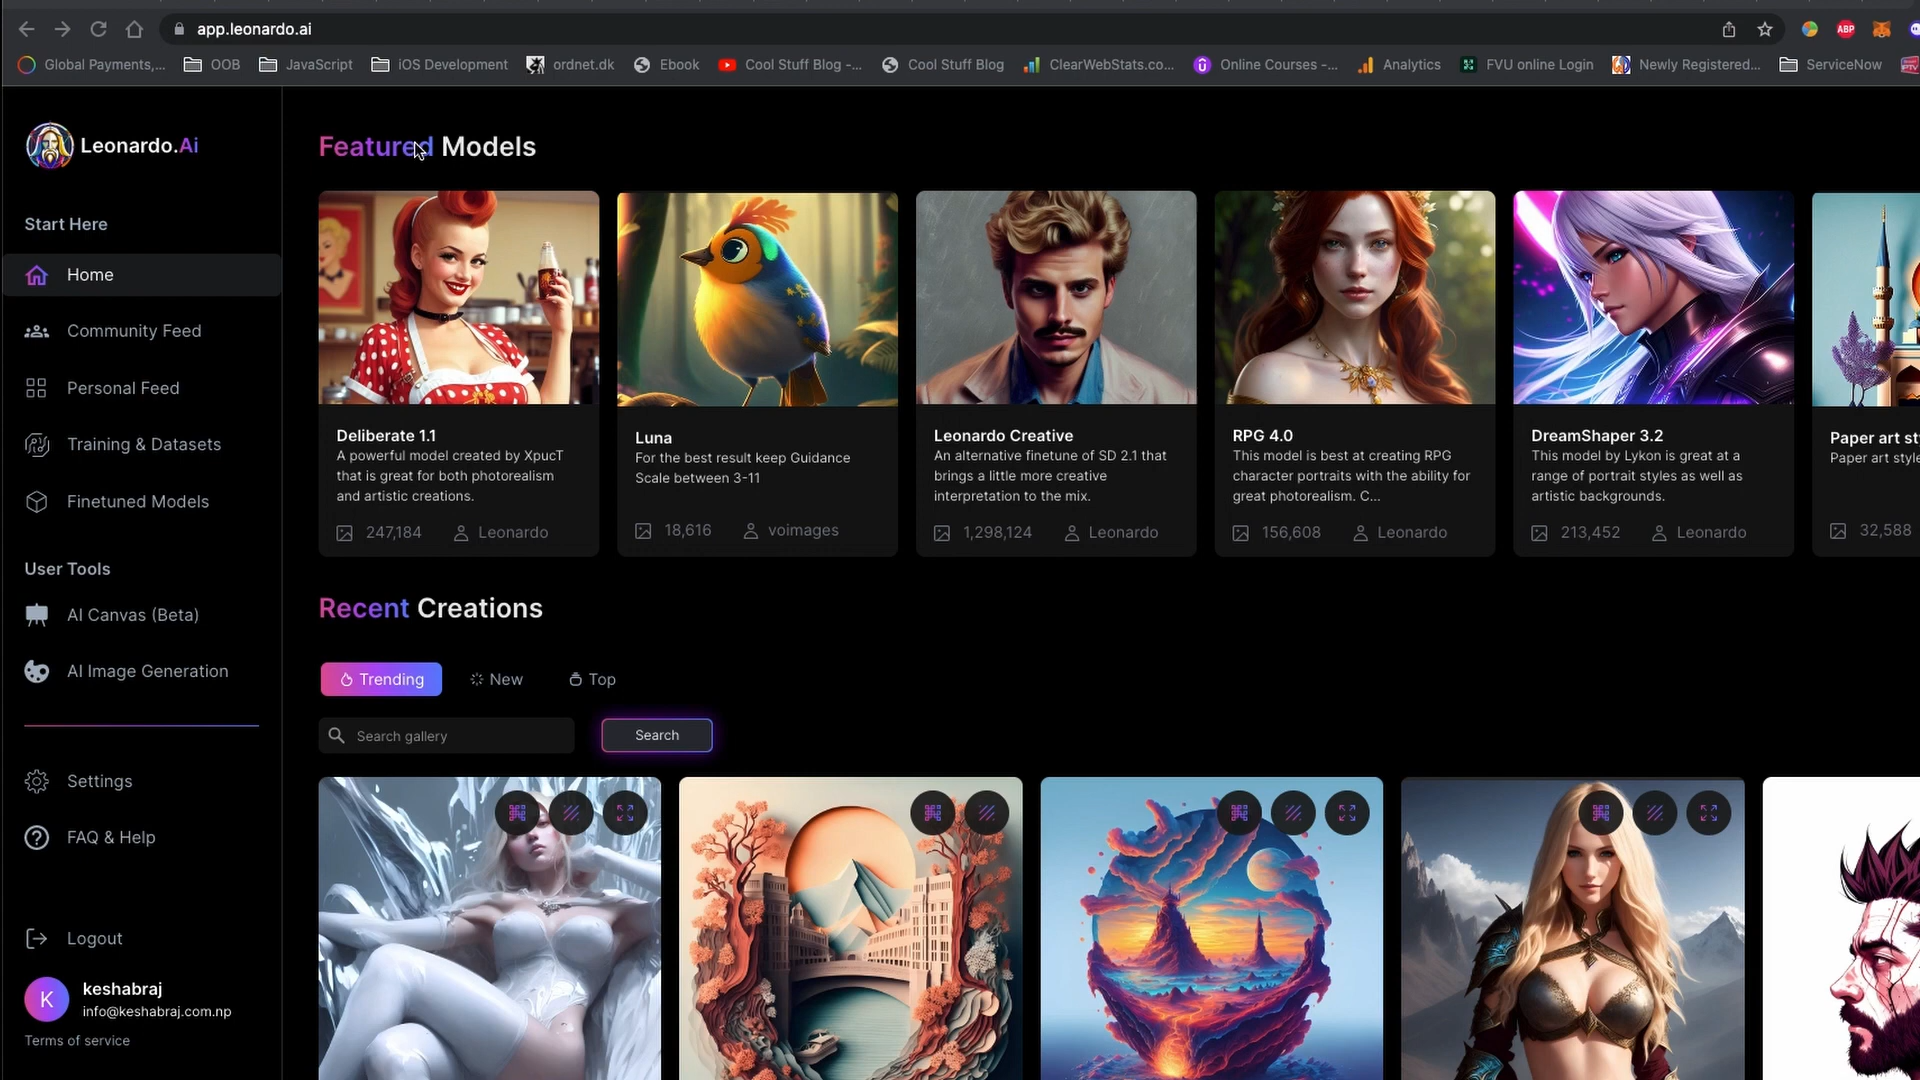 app.leonardo.ai
ABP
Global Payments,...
OOB
JavaScript
iOS Development
ordnet.dk
Ebook
Cool Stuff Blog -...
Cool Stuff Blog
ClearWebStats.co...
Online Courses -...
Analytics
FVU online Login
Newly Registered...
ServiceNow
Leonardo.Ai
Start Here
Home
Community Feed
Personal Feed
Training & Datasets
Finetuned Models
User Tools
AI Canvas (Beta)
AI Image Generation
Settings
FAQ & Help
Logout
K
keshabraj
info@keshabraj.com.np
Terms of service
Featured Models
Deliberate 1.1
A powerful model created by XpucT
that is great for both photorealism
and artistic creations.
247,184 Leonardo
Luna
For the best result keep Guidance
Scale between 3-11
18,616 voimages
Leonardo Creative
An alternative finetune of SD 2.1 that
brings a little more creative
interpretation to the mix.
1,298,124 Leonardo
RPG 4.0
This model is best at creating RPG
character portraits with the ability for
great photorealism. C...
156,608 Leonardo
DreamShaper 3.2
This model by Lykon is great at a
range of portrait styles as well as
artistic backgrounds.
213,452 Leonardo
Paper art st
Paper art style
32,588
Recent Creations
Trending
New
Top
Search gallery
Search